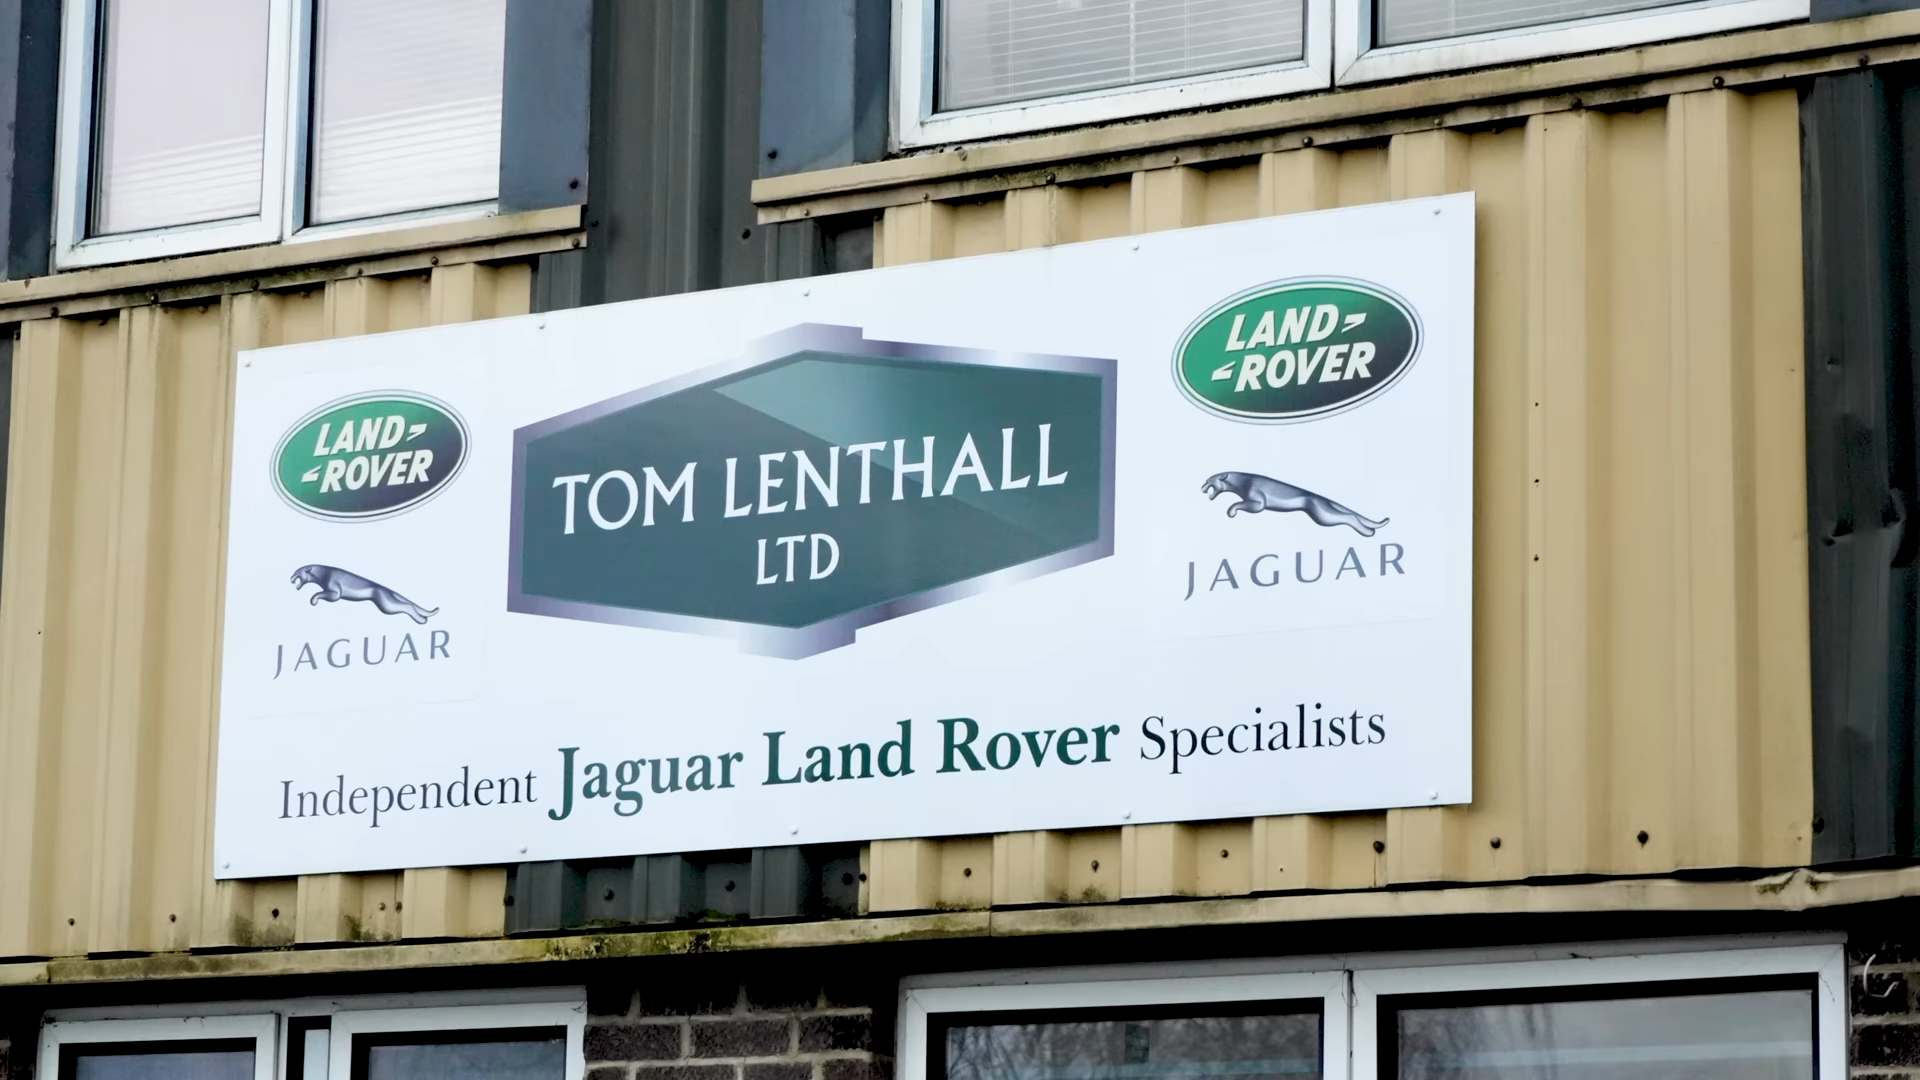 LAND
ROVER
JAGUAR
TOM LENTHALL
LTD
LAND
ROVER
JAGUAR
Independent Jaguar Land Rover Specialists